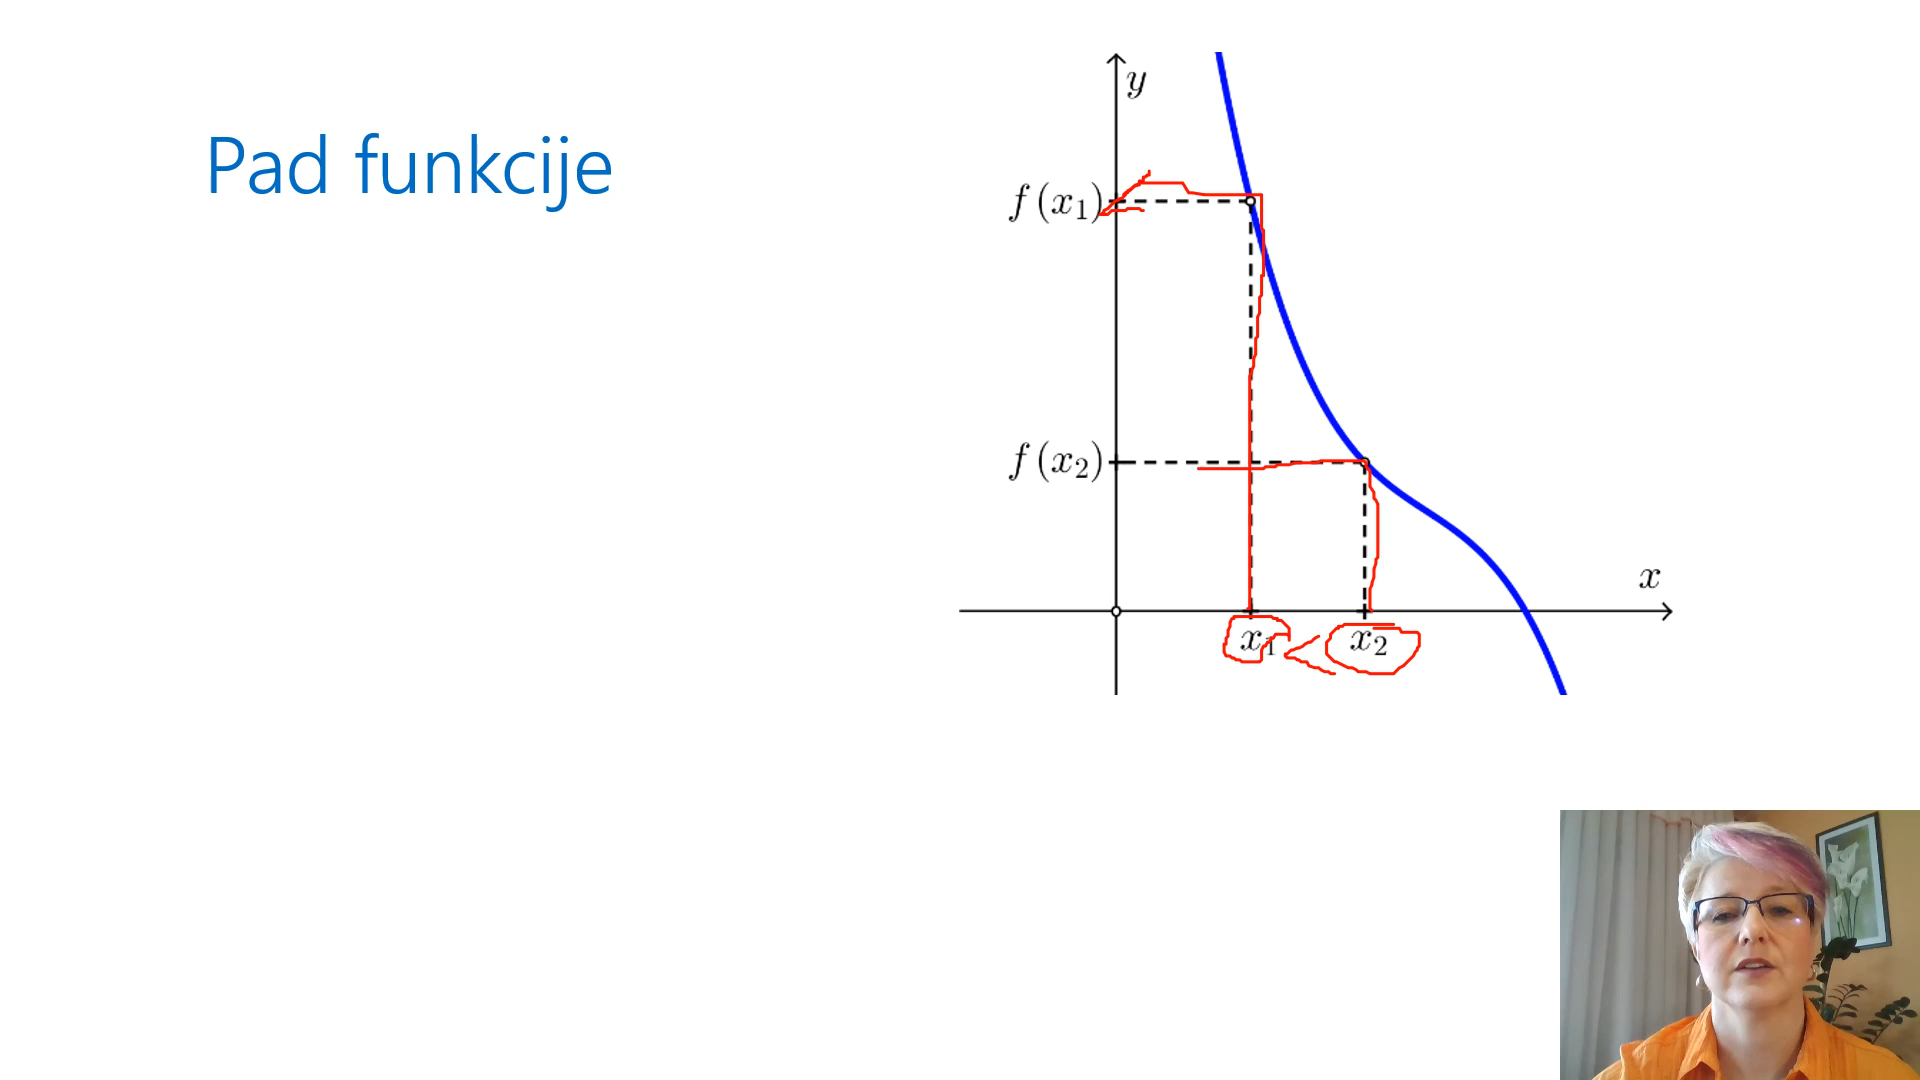 Pad funkcije
y
f(x₁)
f(x₂)
x
x₁ < x₂